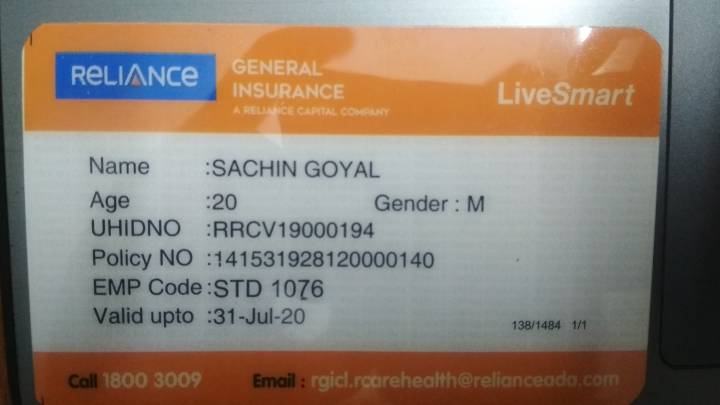 RELIANCE GENERAL INSURANCE
A RELIANCE CAPITAL COMPANY
LiveSmart
Name :SACHIN GOYAL
Age :20 Gender : M
UHIDNO :RRCV19000194
Policy NO :141531928120000140
EMP Code :STD 1076
Valid upto :31-Jul-20
138/1484 1/1
Call 1800 3009 Email : rgicl.rcarehealth@relianceada.com